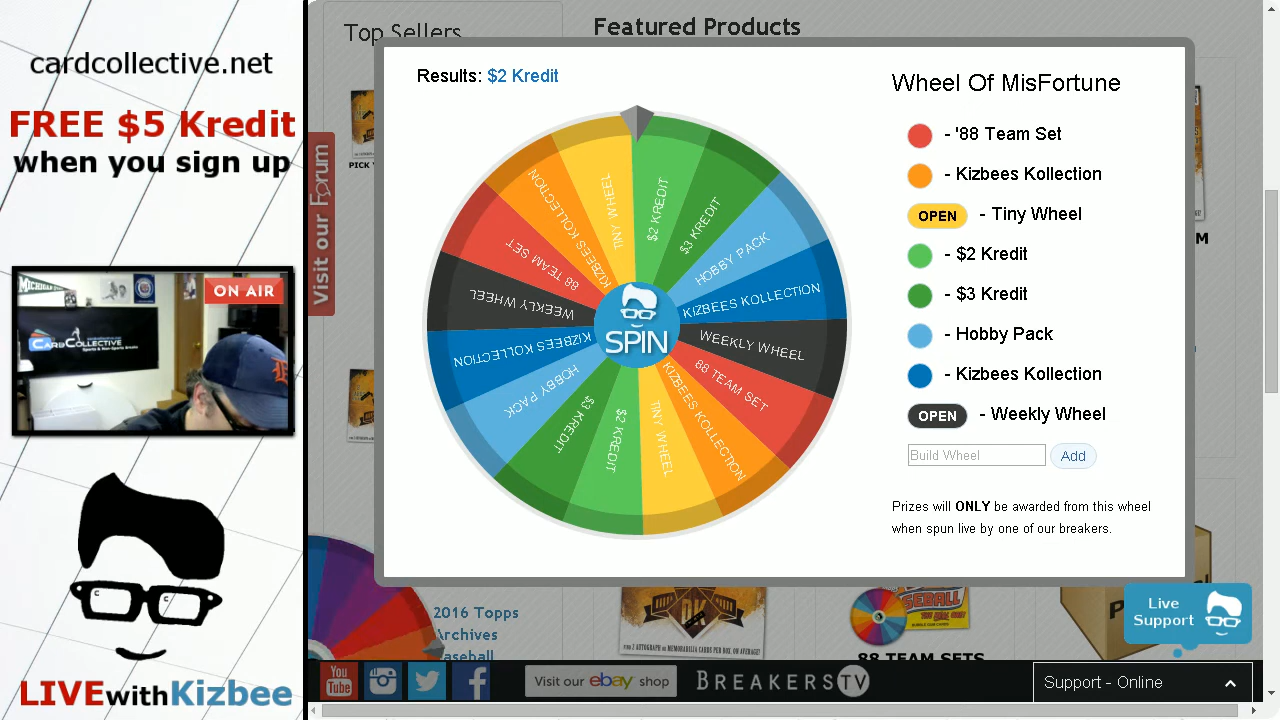 cardcollective.net
FREE $5 Kredit
when you sign up
MICHIGAN
ON AIR
CARDCOLLECTIVE
LIVEwithKizbee
Top Sellers
Featured Products
Visit our Forum
PICK Y
M
Results: $2 Kredit
$2 KREDIT
$3 KREDIT
HOBBY PACK
KIZBEES KOLLECTION
WEEKLY WHEEL
88 TEAM SET
KIZBEES KOLLECTION
TINY WHEEL
$2 KREDIT
$3 KREDIT
HOBBY PACK
KIZBEES KOLLECTION
WEEKLY WHEEL
88 TEAM SET
KIZBEES KOLLECTION
TINY WHEEL
SPIN
Wheel Of MisFortune
- '88 Team Set
- Kizbees Kollection
OPEN - Tiny Wheel
- $2 Kredit
- $3 Kredit
- Hobby Pack
- Kizbees Kollection
OPEN - Weekly Wheel
Build Wheel Add
Prizes will ONLY be awarded from this wheel
when spun live by one of our breakers.
2016 Topps
Archives
Baseball
DK
88 TEAM SETS
Live
Support
You
Tube
Visit our ebay shop
BREAKERSTV
Support - Online